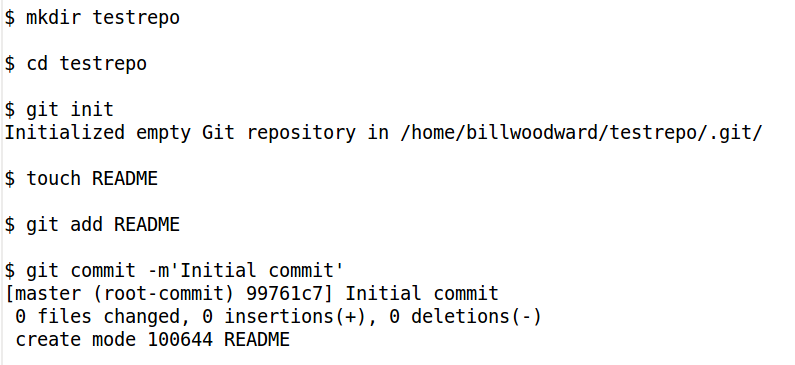 $ mkdir testrepo
$ cd testrepo
$ git init
Initialized empty Git repository in /home/billwoodward/testrepo/.git/
$ touch README
$ git add README
$ git commit -m'Initial commit'
[master (root-commit) 99761c7] Initial commit
 0 files changed, 0 insertions(+), 0 deletions(-)
 create mode 100644 README